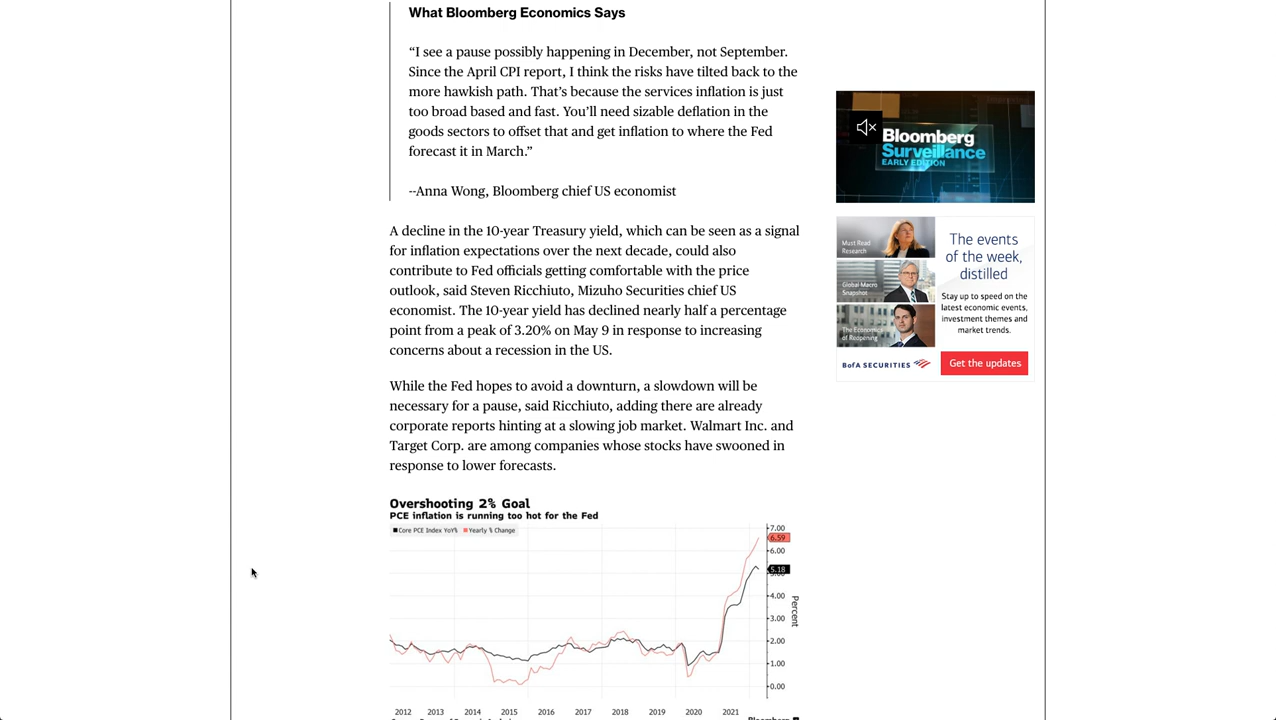 What Bloomberg Economics Says
“I see a pause possibly happening in December, not September.
Since the April CPI report, I think the risks have tilted back to the
more hawkish path. That’s because the services inflation is just
too broad based and fast. You’ll need sizable deflation in the
goods sectors to offset that and get inflation to where the Fed
forecast it in March.”
--Anna Wong, Bloomberg chief US economist
A decline in the 10-year Treasury yield, which can be seen as a signal
for inflation expectations over the next decade, could also
contribute to Fed officials getting comfortable with the price
outlook, said Steven Ricchiuto, Mizuho Securities chief US
economist. The 10-year yield has declined nearly half a percentage
point from a peak of 3.20% on May 9 in response to increasing
concerns about a recession in the US.
While the Fed hopes to avoid a downturn, a slowdown will be
necessary for a pause, said Ricchiuto, adding there are already
corporate reports hinting at a slowing job market. Walmart Inc. and
Target Corp. are among companies whose stocks have swooned in
response to lower forecasts.
Overshooting 2% Goal
PCE inflation is running too hot for the Fed
Core PCE Index YoY% Yearly % Change
7.00
6.59
6.00
5.18
4.00
3.00
2.00
1.00
0.00
Percent
2012 2013 2014 2015 2016 2017 2018 2019 2020 2021
Bloomberg
Bloomberg
Surveillance
EARLY EDITION
Must Read
Research
Global Macro
Snapshot
The Economics
of Reopening
The events
of the week,
distilled
Stay up to speed on the
latest economic events,
investment themes and
market trends.
BofA SECURITIES
Get the updates